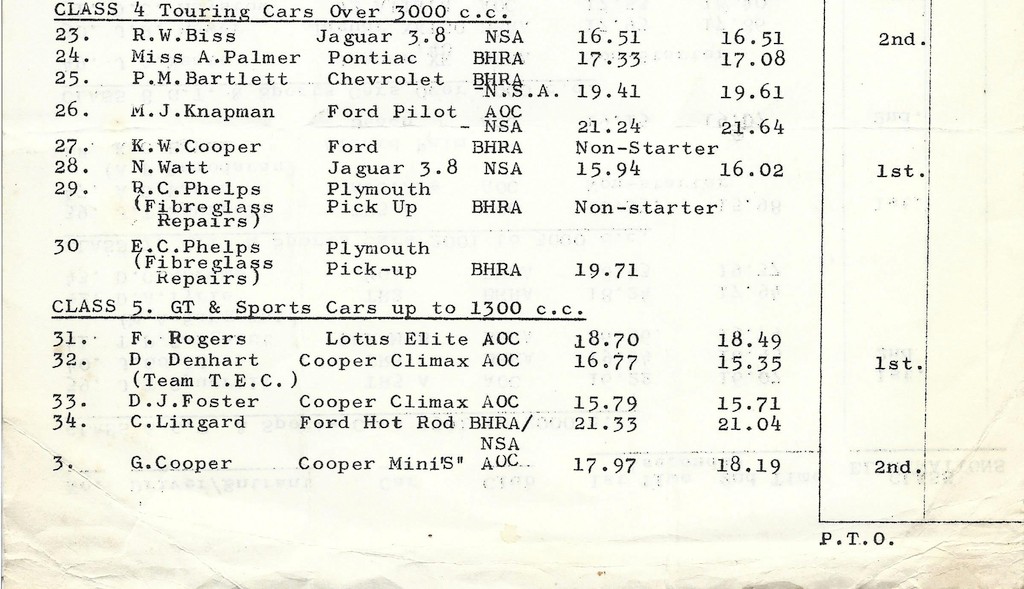 CLASS 4 Touring Cars Over 3000 c.c.
23. R.W.Biss Jaguar 3.8 NSA 16.51 16.51 2nd.
24. Miss A.Palmer Pontiac BHRA 17.33 17.08
25. P.M.Bartlett Chevrolet BHRA
N.S.A. 19.41 19.61
26. M.J.Knapman Ford Pilot AOC
- NSA 21.24 21.64
27. K.W.Cooper Ford BHRA Non-Starter
28. N.Watt Jaguar 3.8 NSA 15.94 16.02 1st.
29. R.C.Phelps Plymouth
(Fibreglass Pick Up BHRA Non-starter
Repairs)
30 E.C.Phelps Plymouth
(Fibreglass Pick-up BHRA 19.71
Repairs)
CLASS 5. GT & Sports Cars up to 1300 c.c.
31. F. Rogers Lotus Elite AOC 18.70 18.49
32. D. Denhart Cooper Climax AOC 16.77 15.35 1st.
(Team T.E.C.)
33. D.J.Foster Cooper Climax AOC 15.79 15.71
34. C.Lingard Ford Hot Rod BHRA/ 21.33 21.04
NSA
3. G.Cooper Cooper Mini"S" AOC 17.97 18.19 2nd.
P.T.O.